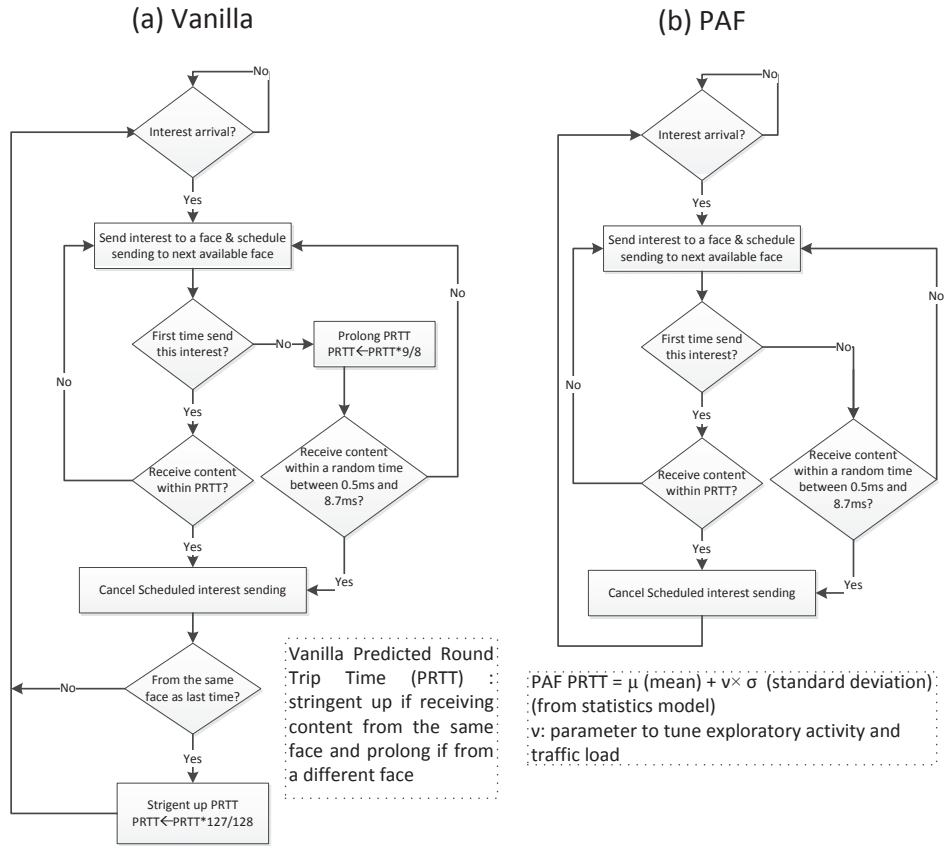 (a) Vanilla
No
Interest arrival?
Yes
Send interest to a face & schedule
sending to next available face
No
No
First time send
this interest?
No
Prolong PRTT
PRTT←PRTT*9/8
Yes
Receive content
within PRTT?
Receive content
within a random time
between 0.5ms and
8.7ms?
Yes
Yes
Cancel Scheduled interest sending
From the same
face as last time?
No
Yes
Strigent up PRTT
PRTT←PRTT*127/128
Vanilla Predicted Round
Trip Time (PRTT) :
stringent up if receiving
content from the same
face and prolong if from
a different face
(b) PAF
No
Interest arrival?
Yes
Send interest to a face & schedule
sending to next available face
No
No
First time send
this interest?
No
Yes
Receive content
within PRTT?
Receive content
within a random time
between 0.5ms and
8.7ms?
Yes
Yes
Cancel Scheduled interest sending
PAF PRTT = μ (mean) + ν× σ (standard deviation)
(from statistics model)
ν: parameter to tune exploratory activity and
traffic load